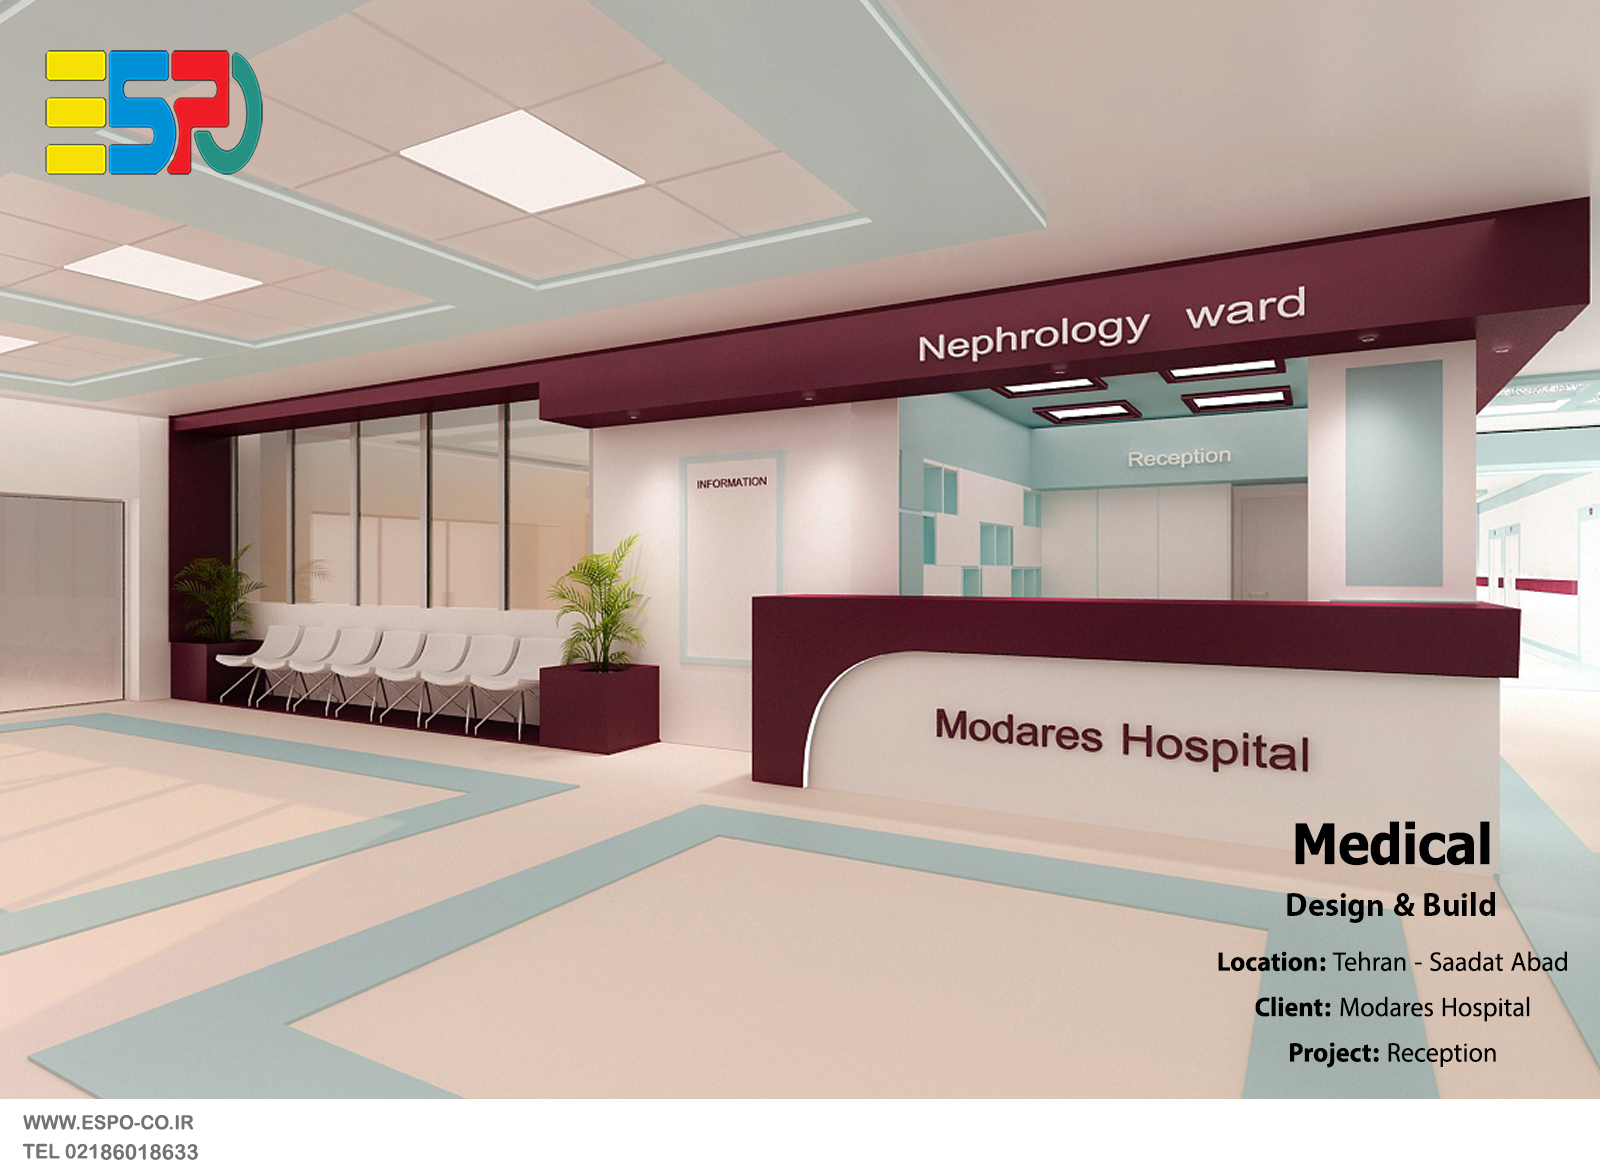 ESPO
Nephrology ward
Reception
INFORMATION
Modares Hospital
Medical
Design & Build
Location: Tehran - Saadat Abad
Client: Modares Hospital
Project: Reception
WWW.ESPO-CO.IR
TEL 02186018633